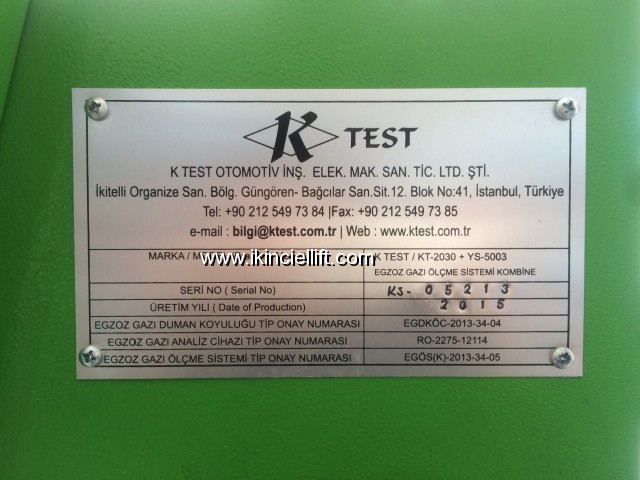 K TEST
K TEST OTOMOTİV İNŞ. ELEK. MAK. SAN. TİC. LTD. ŞTİ.
İkitelli Organize San. Bölg. Güngören- Bağcılar San.Sit.12. Blok No:41, İstanbul, Türkiye
Tel: +90 212 549 73 84 |Fax: +90 212 549 73 85
e-mail : bilgi@ktest.com.tr | Web : www.ktest.com.tr
MARKA / K TEST / KT-2030 + YS-5003
www.ikinciellift.com
EGZOZ GAZI ÖLÇME SİSTEMİ KOMBİNE
SERİ NO ( Serial No) KS- 05213
ÜRETİM YILI ( Date of Production) 2015
EGZOZ GAZI DUMAN KOYULUĞU TİP ONAY NUMARASI EGDKÖC-2013-34-04
EGZOZ GAZI ANALİZ CİHAZI TİP ONAY NUMARASI RO-2275-12114
EGZOZ GAZI ÖLÇME SİSTEMİ TİP ONAY NUMARASI EGÖS(K)-2013-34-05